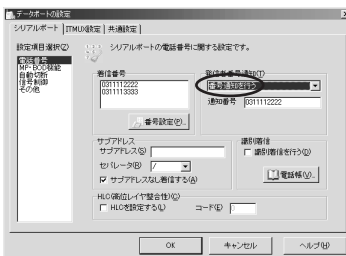 データポートの設定
シリアルポート ITMUX設定 共通設定
設定項目選択(Z)
電話番号
MP・BOD機能
自動切断
信号制御
その他
シリアルポートの電話番号に関する設定です。
着信番号
0311112222
0311113333
番号設定(P)...
発信者番号通知(T)
番号通知を行う
通知番号 0311112222
サブアドレス
サブアドレス(S)
セパレータ(B) /
サブアドレスなし着信する(A)
識別着信
識別着信を行う(D)
電話帳(V)...
HLC(高位レイヤ整合性)(C)
HLCを設定する(L)
コード(E) 0
OK
キャンセル
ヘルプ(H)